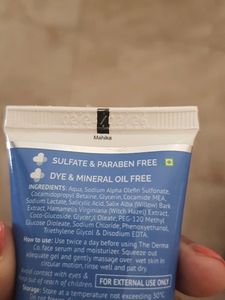 Mahika
SULFATE & PARABEN FREE
DYE & MINERAL OIL FREE
INGREDIENTS: Aqua, Sodium Alpha Olefin Sulfonate,
Cocamidopropyl Betaine, Glycerin, Cocamide MEA,
Sodium Lactate, Salicylic Acid, Salix Alba (Willow) Bark
Extract, Hamamelis Virginiana (Witch Hazel) Extract,
Coco-Glucoside, Glyceryl Oleate, PEG-120 Methyl
Glucose Dioleate, Sodium Chloride, Phenoxyethanol,
Triethylene Glycol & Disodium EDTA.
How to use: Use twice a day before using The Derma
Co. face serum and moisturizer. Squeeze out
adequate gel and gently massage over wet skin in
circular motion, rinse well and pat dry.
Avoid contact with eyes &
FOR EXTERNAL USE ONLY
Storage: Store at a temperature not exceeding 30°C